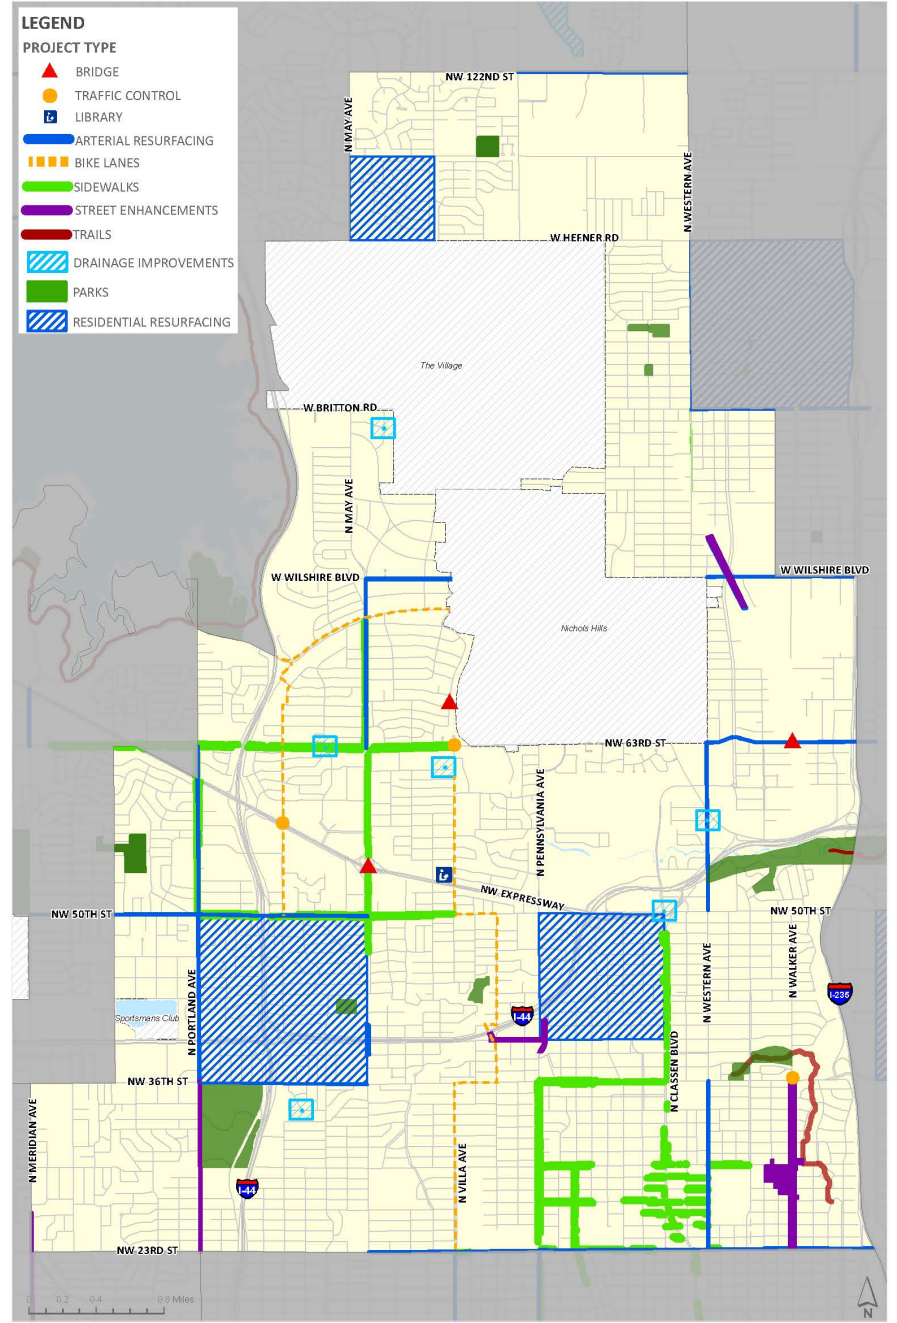 LEGEND
PROJECT TYPE
BRIDGE
TRAFFIC CONTROL
LIBRARY
ARTERIAL RESURFACING
BIKE LANES
SIDEWALKS
STREET ENHANCEMENTS
TRAILS
DRAINAGE IMPROVEMENTS
PARKS
RESIDENTIAL RESURFACING
NW 122ND ST
N MAY AVE
N WESTERN AVE
W HEFNER RD
The Village
W BRITTON RD
N MAY AVE
W WILSHIRE BLVD
W WILSHIRE BLVD
Nichols Hills
NW 63RD ST
N PENNSYLVANIA AVE
NW EXPRESSWAY
NW 50TH ST
NW 50TH ST
N PORTLAND AVE
N WESTERN AVE
N WALKER AVE
I-235
Sportsmans Club
I-44
N CLASSEN BLVD
NW 36TH ST
N MERIDIAN AVE
N VILLA AVE
I-44
NW 23RD ST
0 0.2 0.4 0.8 Miles
N